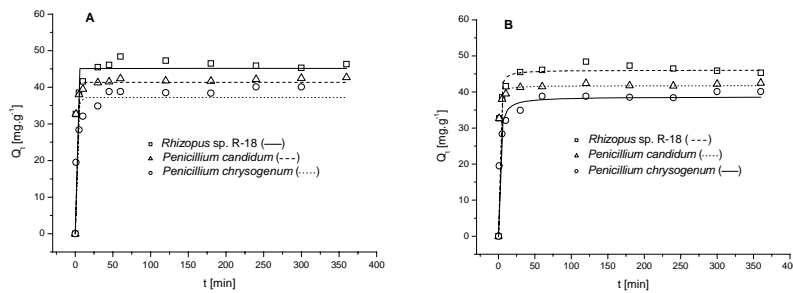 A
60
50
40
30
20
10
0
Qt [mg.g-1]
Rhizopus sp. R-18 (——)
Penicillium candidum (----)
Penicillium chrysogenum (······)
0 50 100 150 200 250 300 350 400
t [min]
B
60
50
40
30
20
10
0
Qt [mg.g-1]
Rhizopus sp. R-18 (----)
Penicillium candidum (······)
Penicillium chrysogenum (——)
0 50 100 150 200 250 300 350 40
t [min]